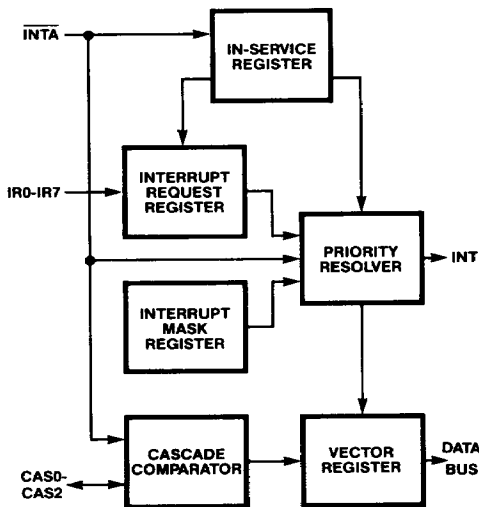 INTA
IN-SERVICE
REGISTER
IR0-IR7
INTERRUPT
REQUEST
REGISTER
PRIORITY
RESOLVER
INT
INTERRUPT
MASK
REGISTER
CASCADE
COMPARATOR
VECTOR
REGISTER
DATA
BUS
CAS0-
CAS2